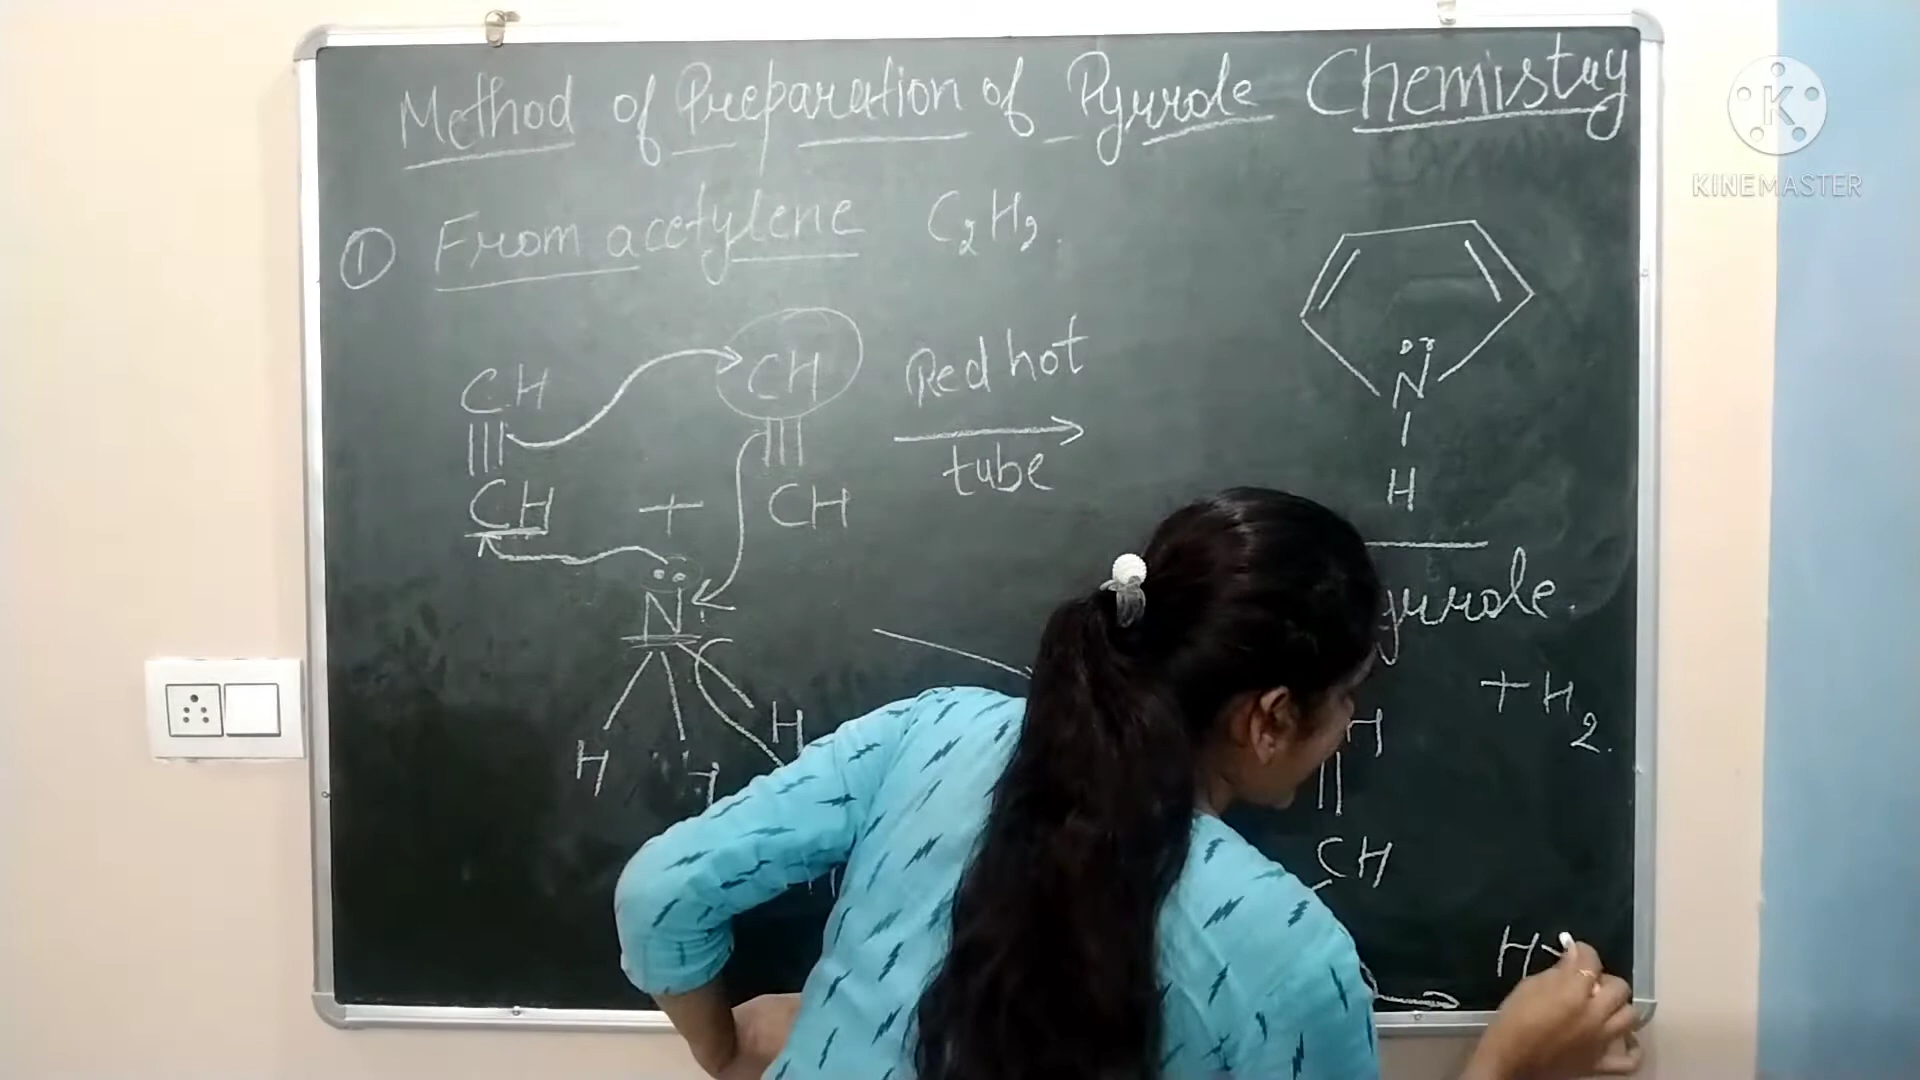 Method of Preparation of Pyrrole Chemistry
KINEMASTER
① From acetylene C2H2.
CH CH Red hot
CH + CH tube
N
H H H
N
H
+ H2.
H
CH
H